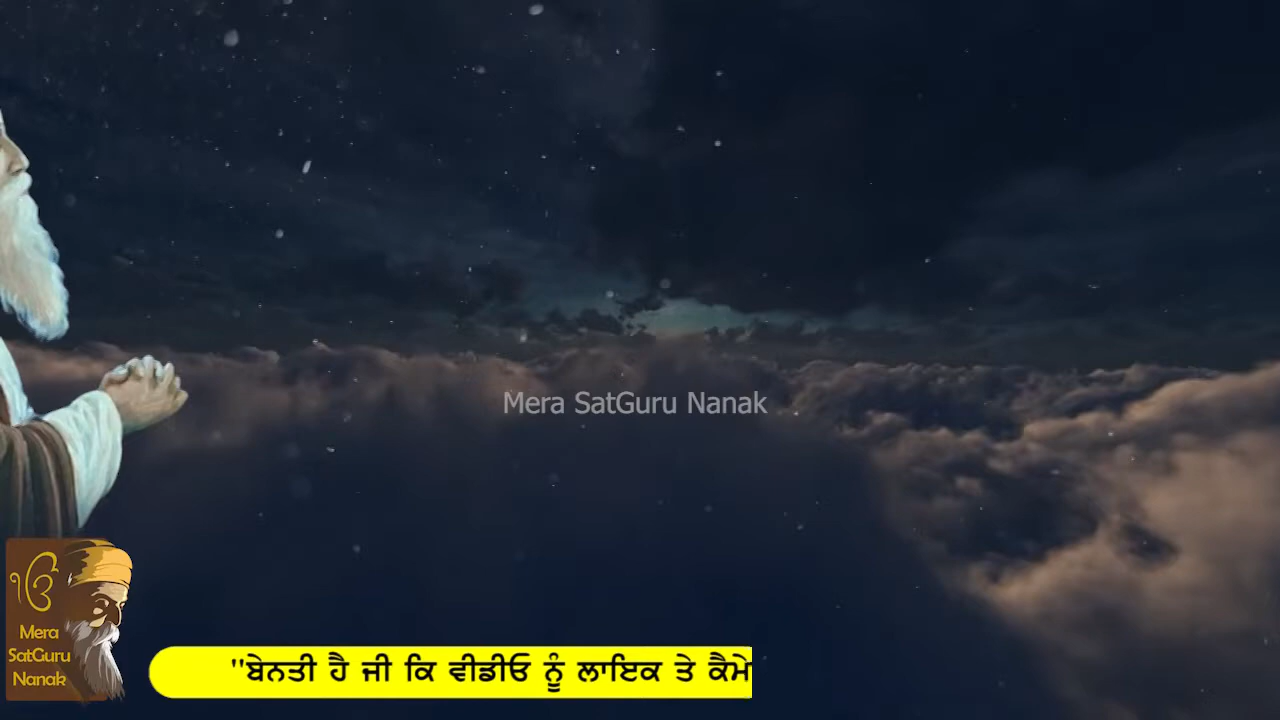 Mera SatGuru Nanak
ੴ
Mera
SatGuru
Nanak
"ਬੇਨਤੀ ਹੈ ਜੀ ਕਿ ਵੀਡੀਓ ਨੂੰ ਲਾਇਕ ਤੇ